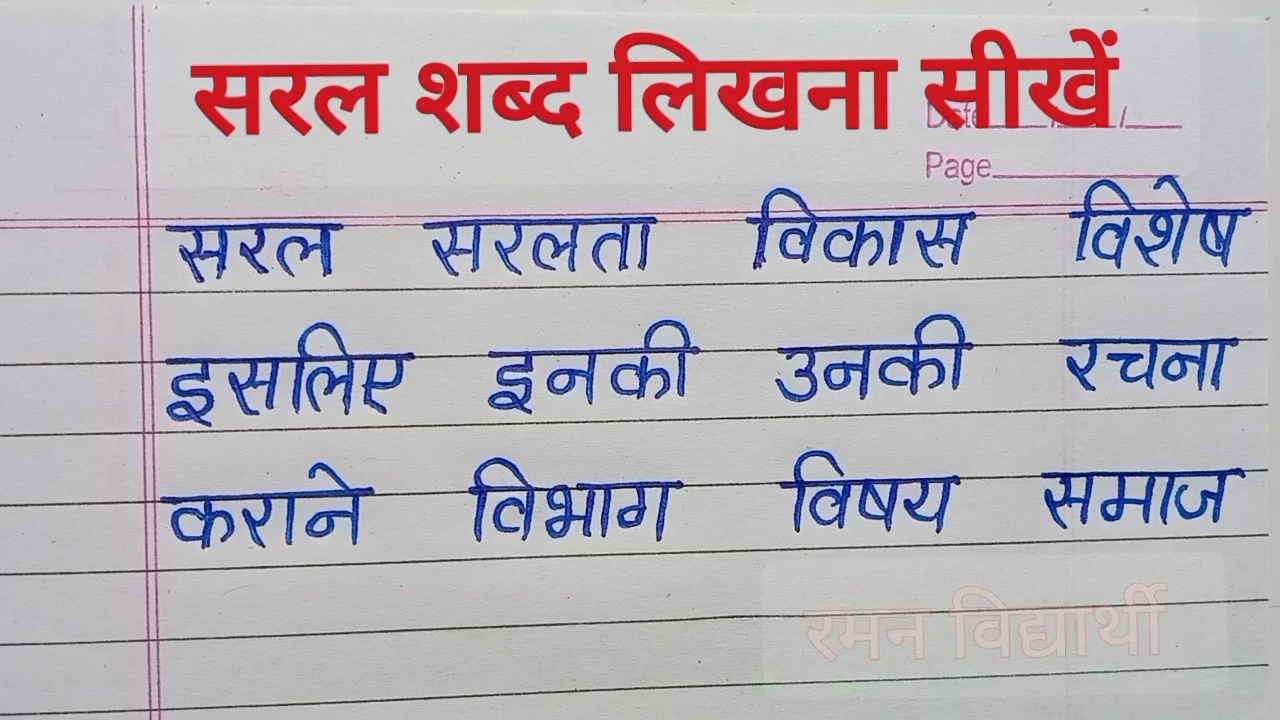 सरल शब्द लिखना सीखें
Date / /
Page
सरल सरलता विकास विशेष
इसलिए इनकी उनकी रचना
कराने विभाग विषय समाज
रमन विद्यार्थी